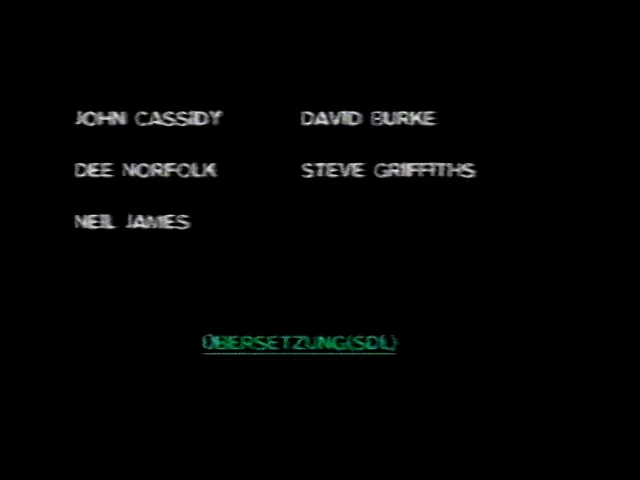 JOHN CASSIDY DAVID BURKE
DEE NORFOLK STEVE GRIFFITHS
NEIL JAMES
ÜBERSETZUNG(SDL)